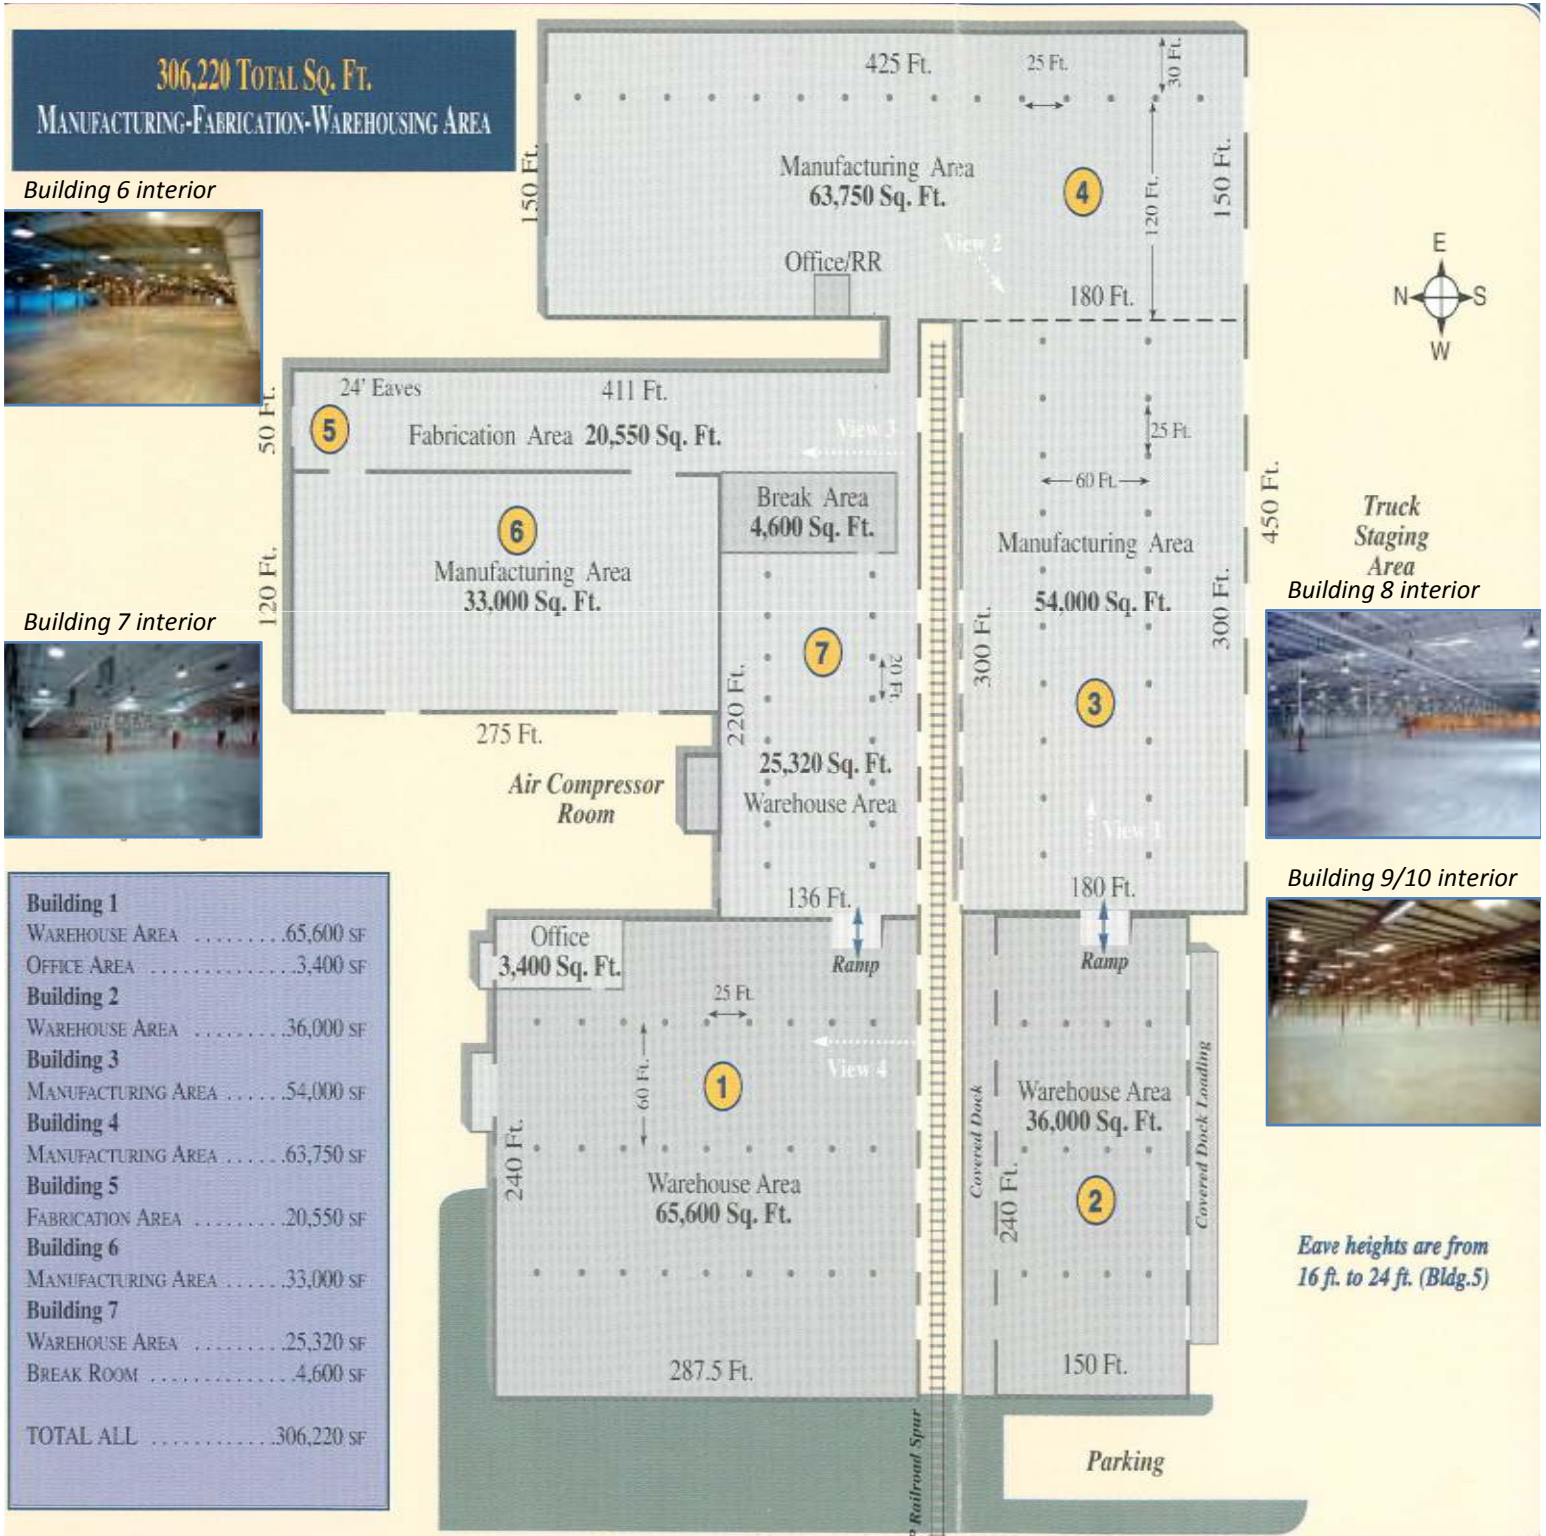 306,220 TOTAL SQ. FT.
MANUFACTURING-FABRICATION-WAREHOUSING AREA
Building 6 interior
425 Ft.
25 Ft.
30 Ft.
150 Ft.
Manufacturing Area
63,750 Sq. Ft.
4
120 Ft.
150 Ft.
View 2
Office/RR
180 Ft.
E
N S
W
24' Eaves
411 Ft.
50 Ft.
5
Fabrication Area 20,550 Sq. Ft.
View 3
25 Ft.
60 Ft.
Break Area
4,600 Sq. Ft.
6
Manufacturing Area
33,000 Sq. Ft.
120 Ft.
Manufacturing Area
54,000 Sq. Ft.
450 Ft.
Truck
Staging
Area
Building 8 interior
Building 7 interior
7
20 Ft.
300 Ft.
300 Ft.
3
220 Ft.
275 Ft.
25,320 Sq. Ft.
Warehouse Area
Air Compressor
Room
View 1
136 Ft.
180 Ft.
Building 9/10 interior
Office
3,400 Sq. Ft.
Ramp
Ramp
25 Ft.
60 Ft.
View 4
1
Covered Dock
Warehouse Area
36,000 Sq. Ft.
Covered Dock Loading
240 Ft.
Warehouse Area
65,600 Sq. Ft.
240 Ft.
2
Eave heights are from
16 ft. to 24 ft. (Bldg.5)
287.5 Ft.
150 Ft.
Railroad Spur
Parking
Building 1
WAREHOUSE AREA .........65,600 SF
OFFICE AREA ...............3,400 SF
Building 2
WAREHOUSE AREA .........36,000 SF
Building 3
MANUFACTURING AREA ......54,000 SF
Building 4
MANUFACTURING AREA ......63,750 SF
Building 5
FABRICATION AREA .........20,550 SF
Building 6
MANUFACTURING AREA ......33,000 SF
Building 7
WAREHOUSE AREA .........25,320 SF
BREAK ROOM ..............4,600 SF
TOTAL ALL ............306,220 SF